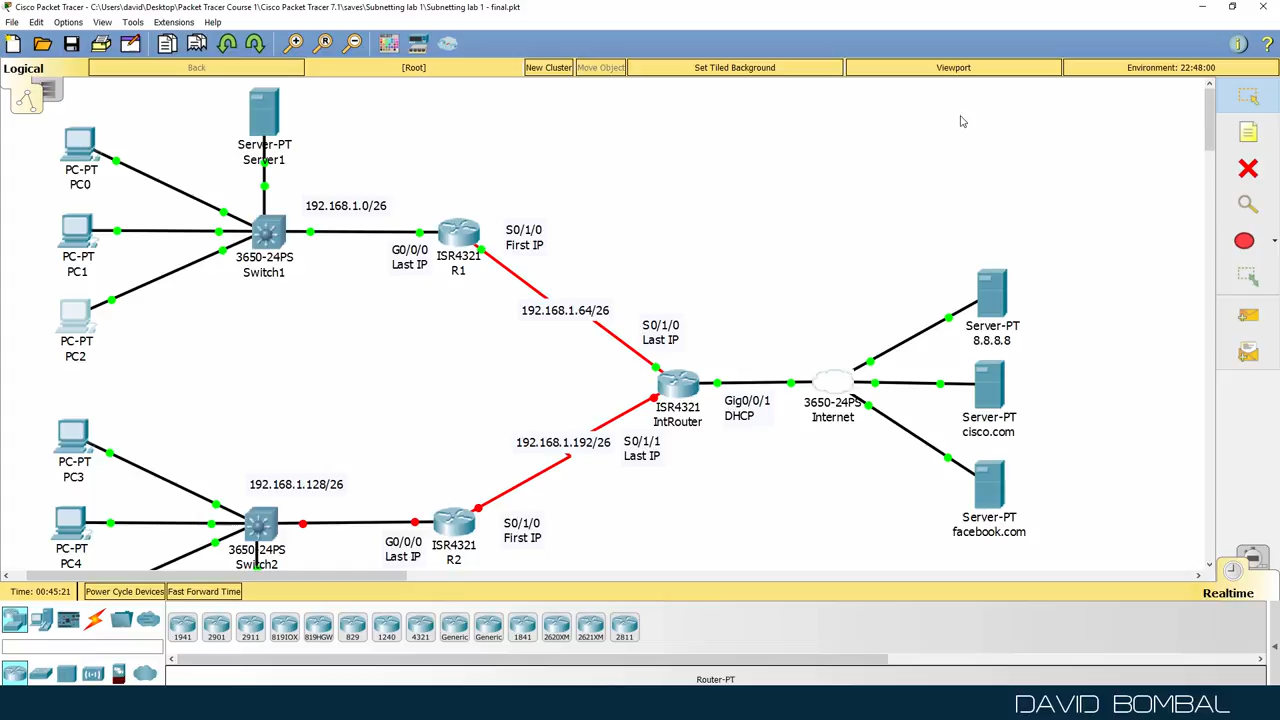 Cisco Packet Tracer - C:\Users\david\Desktop\Packet Tracer Course 1\Cisco Packet Tracer 7.1\saves\Subnetting lab 1\Subnetting lab 1 - final.pkt
File Edit Options View Tools Extensions Help
Logical Back [Root] New Cluster Move Object Set Tiled Background Viewport Environment: 22:48:00
Server-PT
Server1
PC-PT
PC0
PC-PT
PC1
PC-PT
PC2
3650-24PS
Switch1
192.168.1.0/26
G0/0/0
Last IP
ISR4321
R1
S0/1/0
First IP
192.168.1.64/26
S0/1/0
Last IP
ISR4321
IntRouter
Gig0/0/1
DHCP
3650-24PS
Internet
Server-PT
8.8.8.8
Server-PT
cisco.com
Server-PT
facebook.com
192.168.1.192/26
S0/1/1
Last IP
PC-PT
PC3
PC-PT
PC4
192.168.1.128/26
3650-24PS
Switch2
G0/0/0
Last IP
ISR4321
R2
S0/1/0
First IP
Time: 00:45:21 Power Cycle Devices Fast Forward Time Realtime
1941 2901 2911 819IOX 819HGW 829 1240 4321 Generic Generic 1841 2620XM 2621XM 2811
Router-PT
DAVID BOMBAL